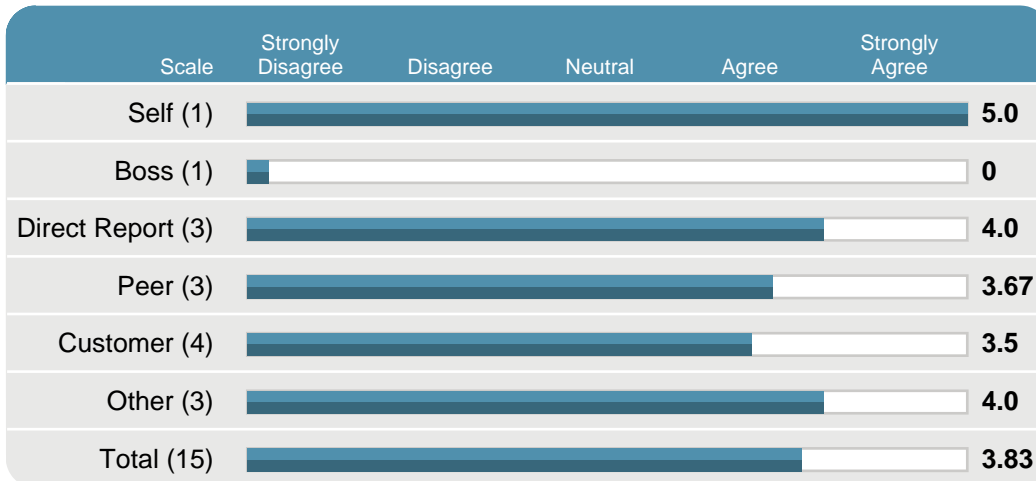 Scale Strongly Disagree Disagree Neutral Agree Strongly Agree
Self (1) 5.0
Boss (1) 0
Direct Report (3) 4.0
Peer (3) 3.67
Customer (4) 3.5
Other (3) 4.0
Total (15) 3.83